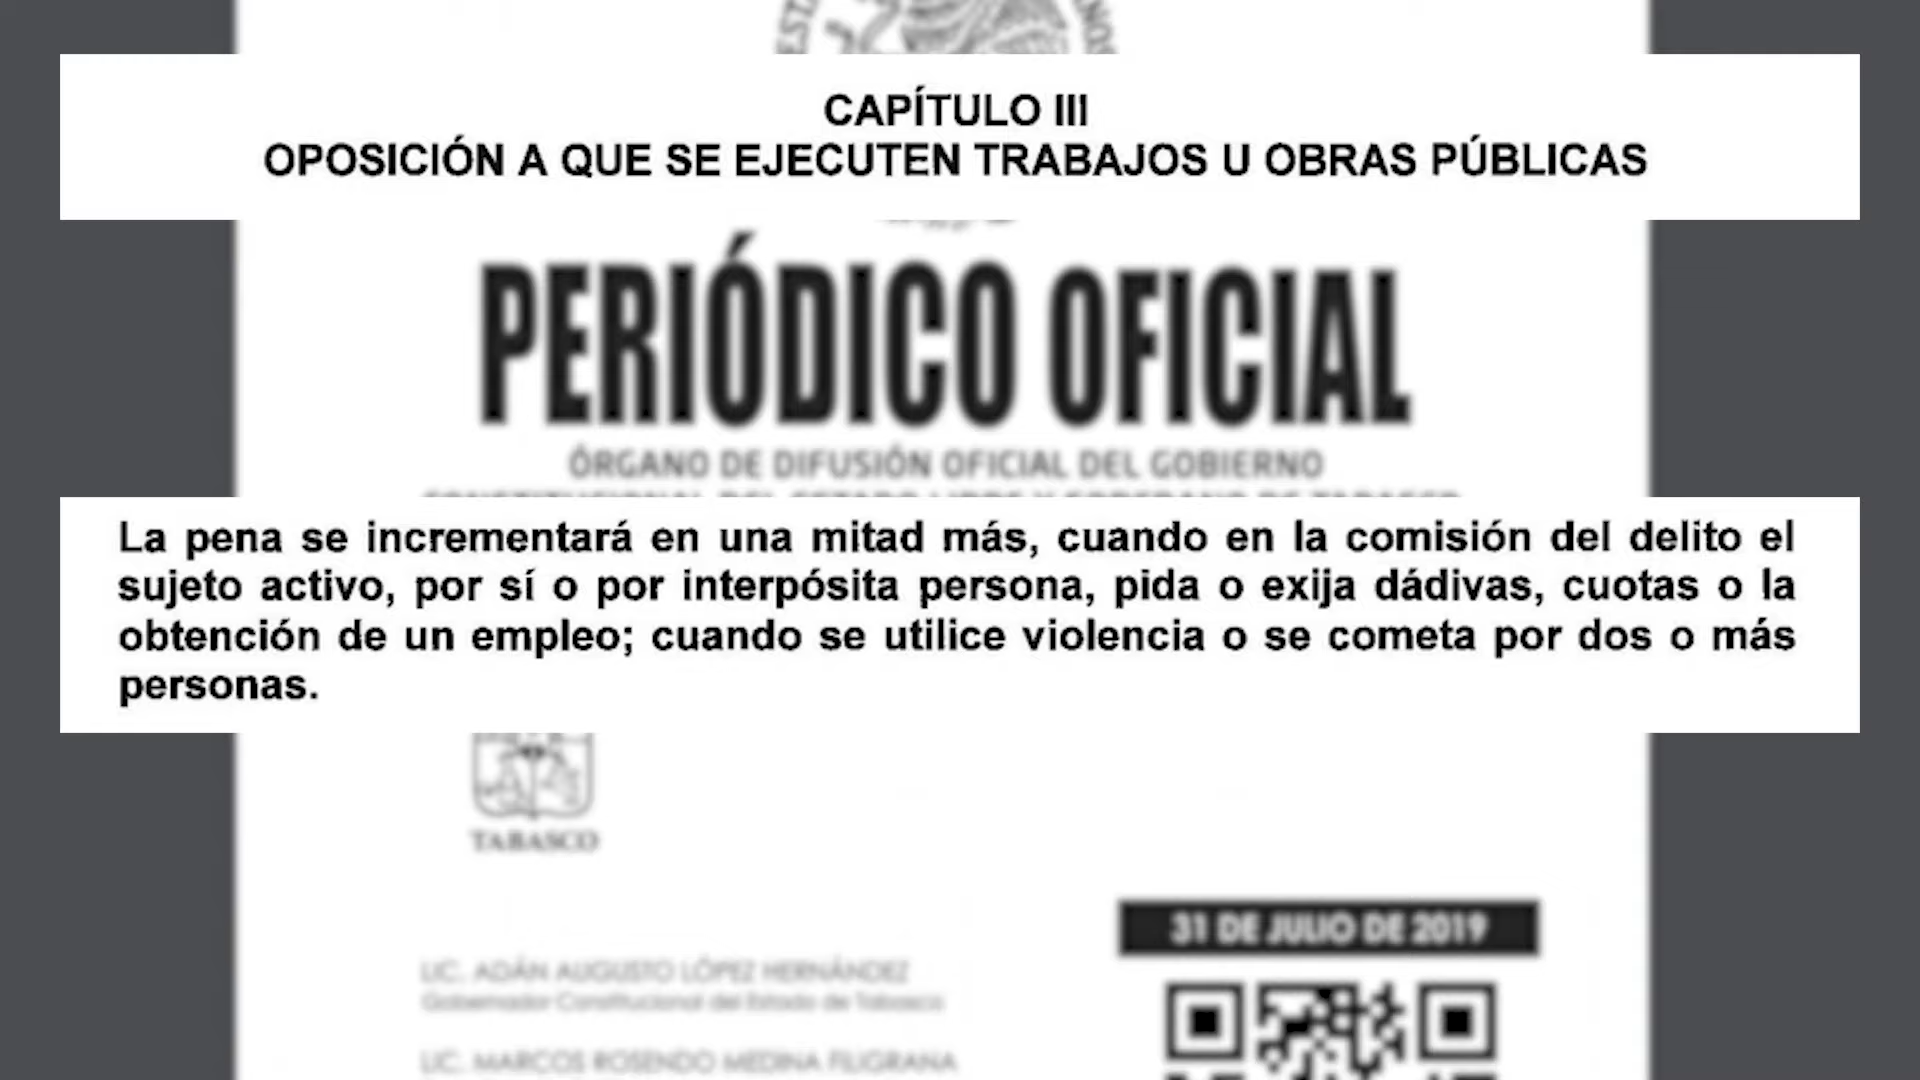 CAPÍTULO III
OPOSICIÓN A QUE SE EJECUTEN TRABAJOS U OBRAS PÚBLICAS
PERIÓDICO OFICIAL
ÓRGANO DE DIFUSIÓN OFICIAL DEL GOBIERNO
La pena se incrementará en una mitad más, cuando en la comisión del delito el
sujeto activo, por sí o por interpósita persona, pida o exija dádivas, cuotas o la
obtención de un empleo; cuando se utilice violencia o se cometa por dos o más
personas.
TABASCO
31 DE JULIO DE 2019
LIC. ADÁN AUGUSTO LÓPEZ HERNÁNDEZ
Gobernador Constitucional del Estado de Tabasco
LIC. MARCOS ROSENDO MEDINA FILIGRANA